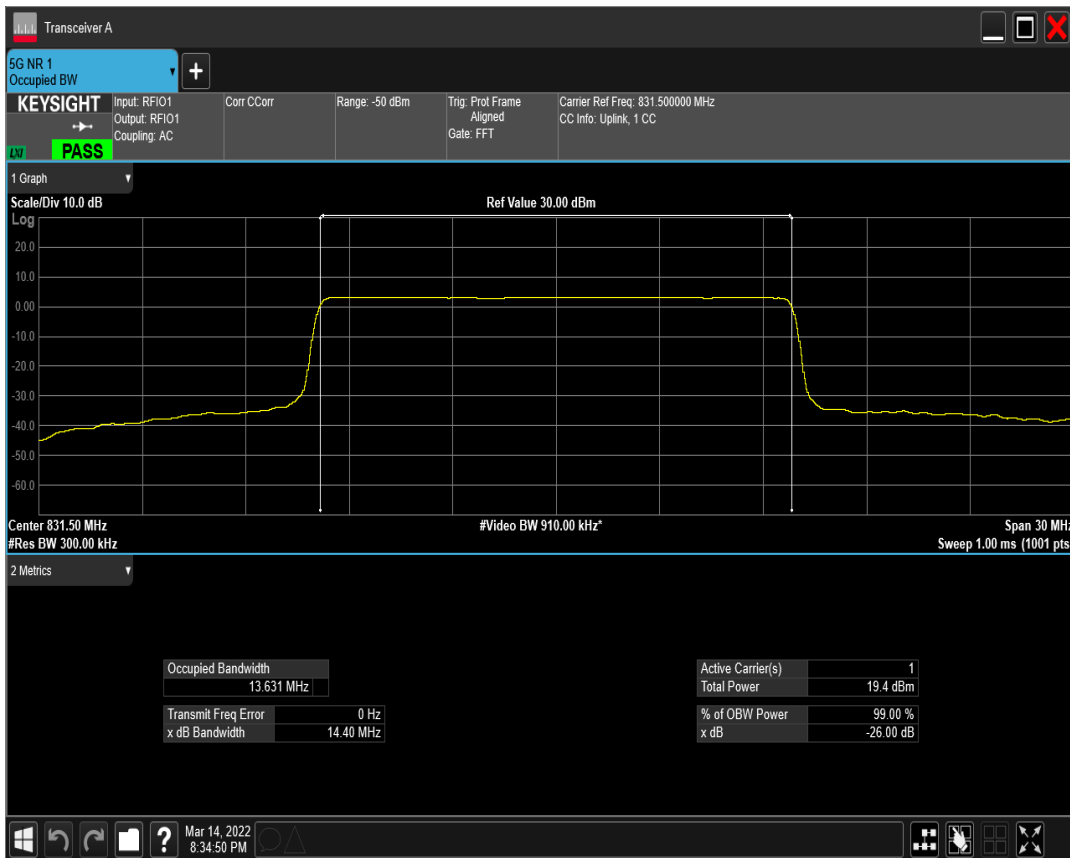 Transceiver A
5G NR 1
Occupied BW
KEYSIGHT
LXI
PASS
Input: RFIO1
Output: RFIO1
Coupling: AC
Corr CCorr
Range: -50 dBm
Trig: Prot Frame
Aligned
Gate: FFT
Carrier Ref Freq: 831.500000 MHz
CC Info: Uplink, 1 CC
1 Graph
Scale/Div 10.0 dB
Ref Value 30.00 dBm
Log
20.0
10.0
0.00
-10.0
-20.0
-30.0
-40.0
-50.0
-60.0
Center 831.50 MHz
#Video BW 910.00 kHz*
Span 30 MHz
#Res BW 300.00 kHz
Sweep 1.00 ms (1001 pts
2 Metrics
Occupied Bandwidth
13.631 MHz
Transmit Freq Error 0 Hz
x dB Bandwidth 14.40 MHz
Active Carrier(s) 1
Total Power 19.4 dBm
% of OBW Power 99.00 %
x dB -26.00 dB
?
Mar 14, 2022
8:34:50 PM